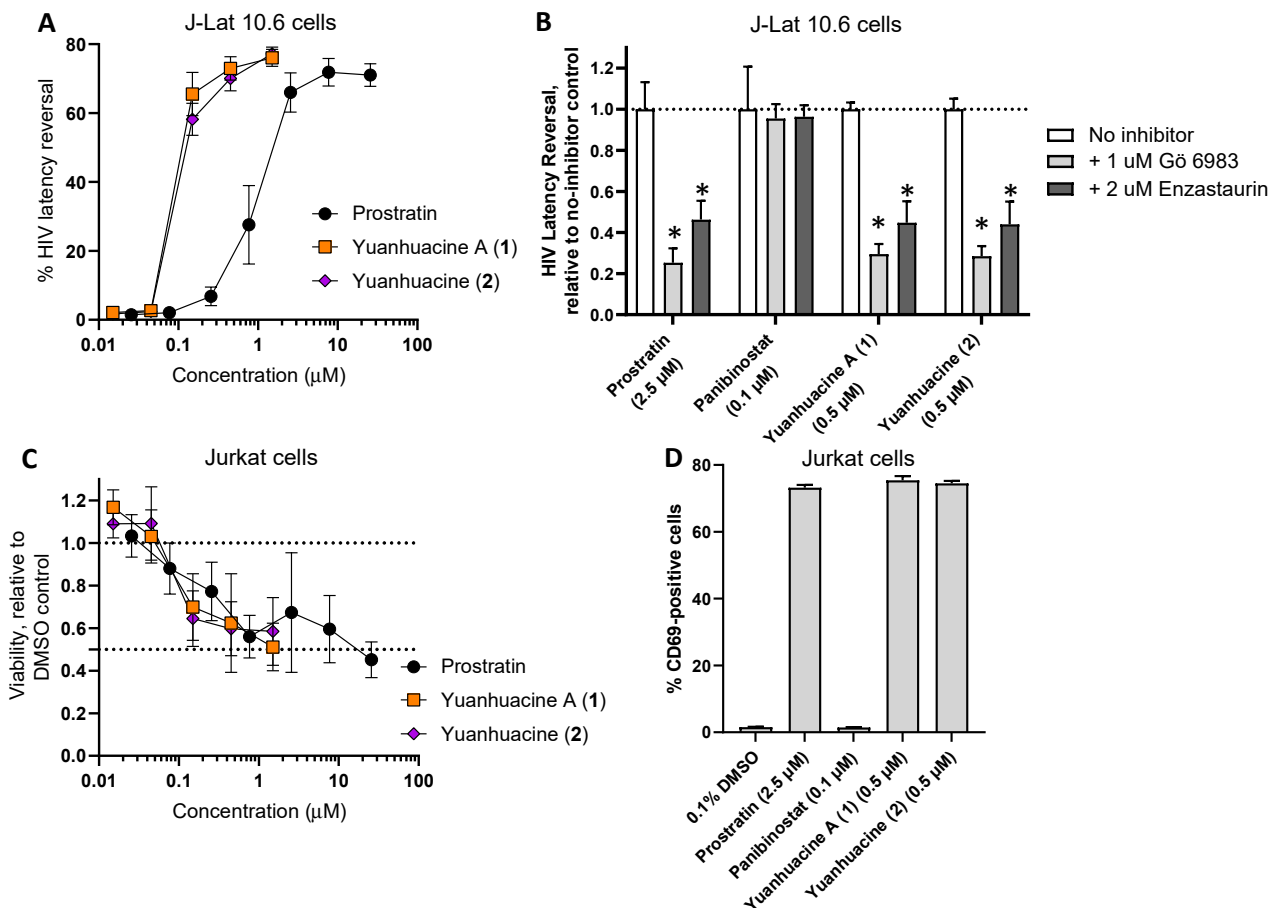 A
J-Lat 10.6 cells
% HIV latency reversal
80
60
40
20
0
0.01
0.1
1
10
100
Concentration (μM)
Prostratin
Yuanhuacine A (1)
Yuanhuacine (2)
B
J-Lat 10.6 cells
HIV Latency Reversal,
relative to no-inhibitor control
1.2
1.0
0.8
0.6
0.4
0.2
0.0
*
*
*
*
*
*
Prostratin
(2.5 μM)
Panibinostat
(0.1 μM)
Yuanhuacine A (1)
(0.5 μM)
Yuanhuacine (2)
(0.5 μM)
No inhibitor
+ 1 uM Gö 6983
+ 2 uM Enzastaurin
C
Jurkat cells
Viability, relative to
DMSO control
1.2
1.0
0.8
0.6
0.4
0.2
0.0
0.01
0.1
1
10
100
Concentration (μM)
Prostratin
Yuanhuacine A (1)
Yuanhuacine (2)
D
Jurkat cells
% CD69-positive cells
80
60
40
20
0
0.1% DMSO
Prostratin (2.5 μM)
Panibinostat (0.1 μM)
Yuanhuacine A (1) (0.5 μM)
Yuanhuacine (2) (0.5 μM)